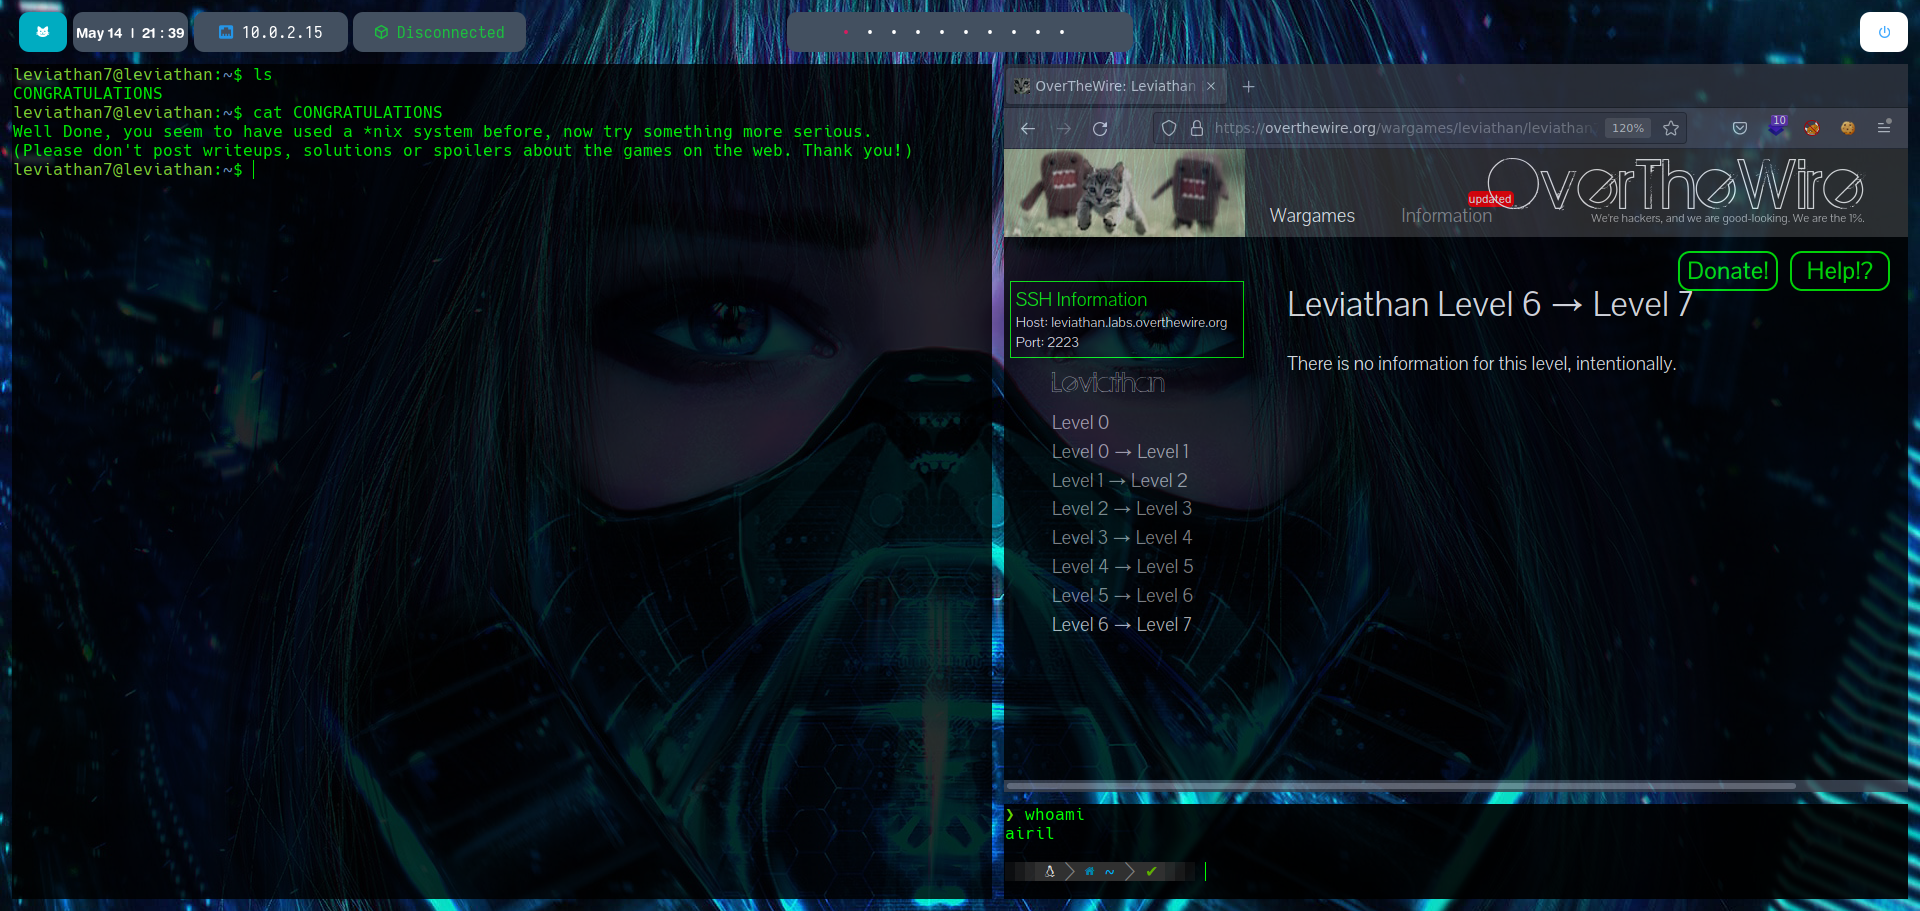 May 14 | 21 : 39
10.0.2.15
Disconnected
leviathan7@leviathan:~$ ls
CONGRATULATIONS
leviathan7@leviathan:~$ cat CONGRATULATIONS
Well Done, you seem to have used a *nix system before, now try something more serious.
(Please don't post writeups, solutions or spoilers about the games on the web. Thank you!)
leviathan7@leviathan:~$
OverTheWire: Leviathan
https://overthewire.org/wargames/leviathan/leviathan
120%
10
Wargames
Information
updated
OverTheWire
We're hackers, and we are good-looking. We are the 1%.
Donate!
Help!?
SSH Information
Host: leviathan.labs.overthewire.org
Port: 2223
Leviathan
Level 0
Level 0 → Level 1
Level 1 → Level 2
Level 2 → Level 3
Level 3 → Level 4
Level 4 → Level 5
Level 5 → Level 6
Level 6 → Level 7
Leviathan Level 6 → Level 7
There is no information for this level, intentionally.
❯ whoami
airil
~